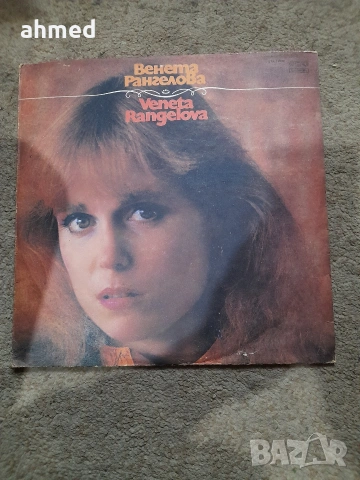 ahmed
Венета
Рангелова
Veneta
Rangelova
BAZAR